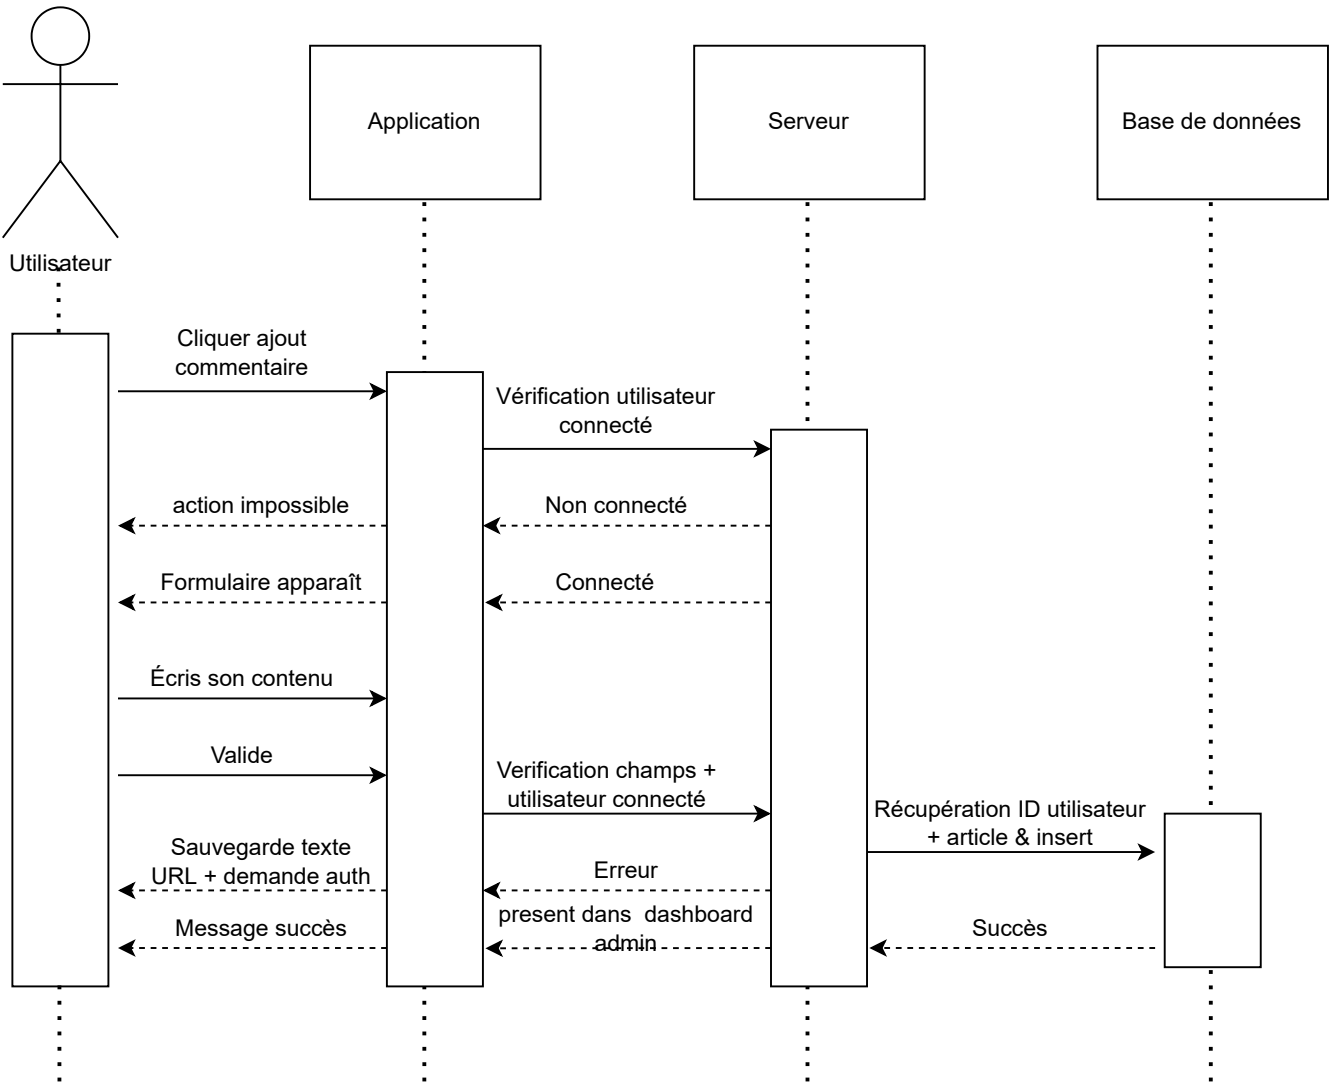 Application
Serveur
Base de données
Utilisateur
Cliquer ajout
commentaire
Vérification utilisateur
connecté
action impossible
Non connecté
Formulaire apparaît
Connecté
Écris son contenu
Valide
Verification champs +
utilisateur connecté
Récupération ID utilisateur
+ article & insert
Sauvegarde texte
URL + demande auth
Erreur
present dans  dashboard
admin
Message succès
Succès